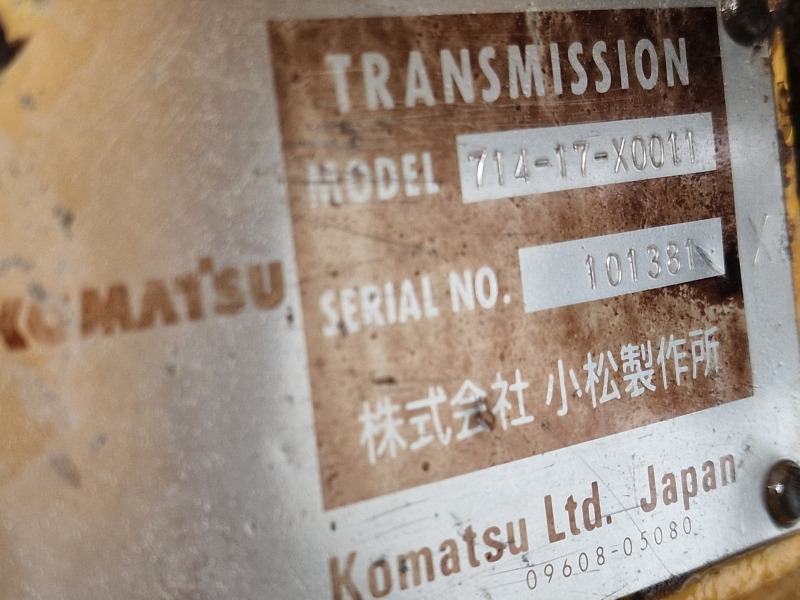 TRANSMISSION
MODEL 714-17-X0011
SERIAL NO. 101381 X
KOMATSU
株式会社 小松製作所
Komatsu Ltd. Japan
09608-05080